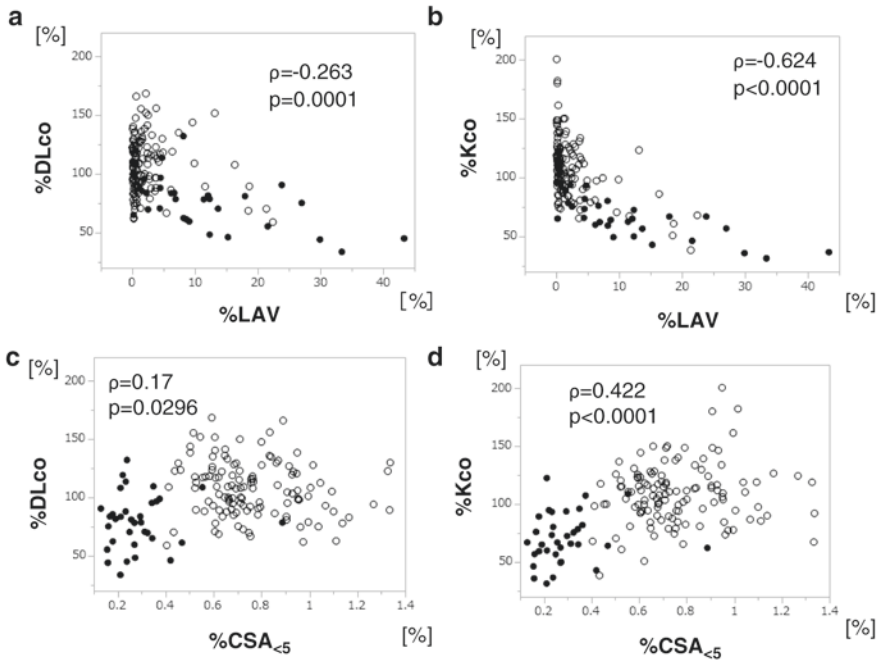 a
[%]
200
150
100
50
%DLco
ρ=-0.263
p=0.0001
0 10 20 30 40
[%]
%LAV
b
[%]
200
150
100
50
%Kco
ρ=-0.624
p<0.0001
0 10 20 30 40
[%]
%LAV
c
[%]
200
150
100
50
%DLco
ρ=0.17
p=0.0296
0.2 0.4 0.6 0.8 1 1.2 1.4
[%]
%CSA<5
d
[%]
200
150
100
50
%Kco
ρ=0.422
p<0.0001
0.2 0.4 0.6 0.8 1 1.2 1.4
[%]
%CSA<5